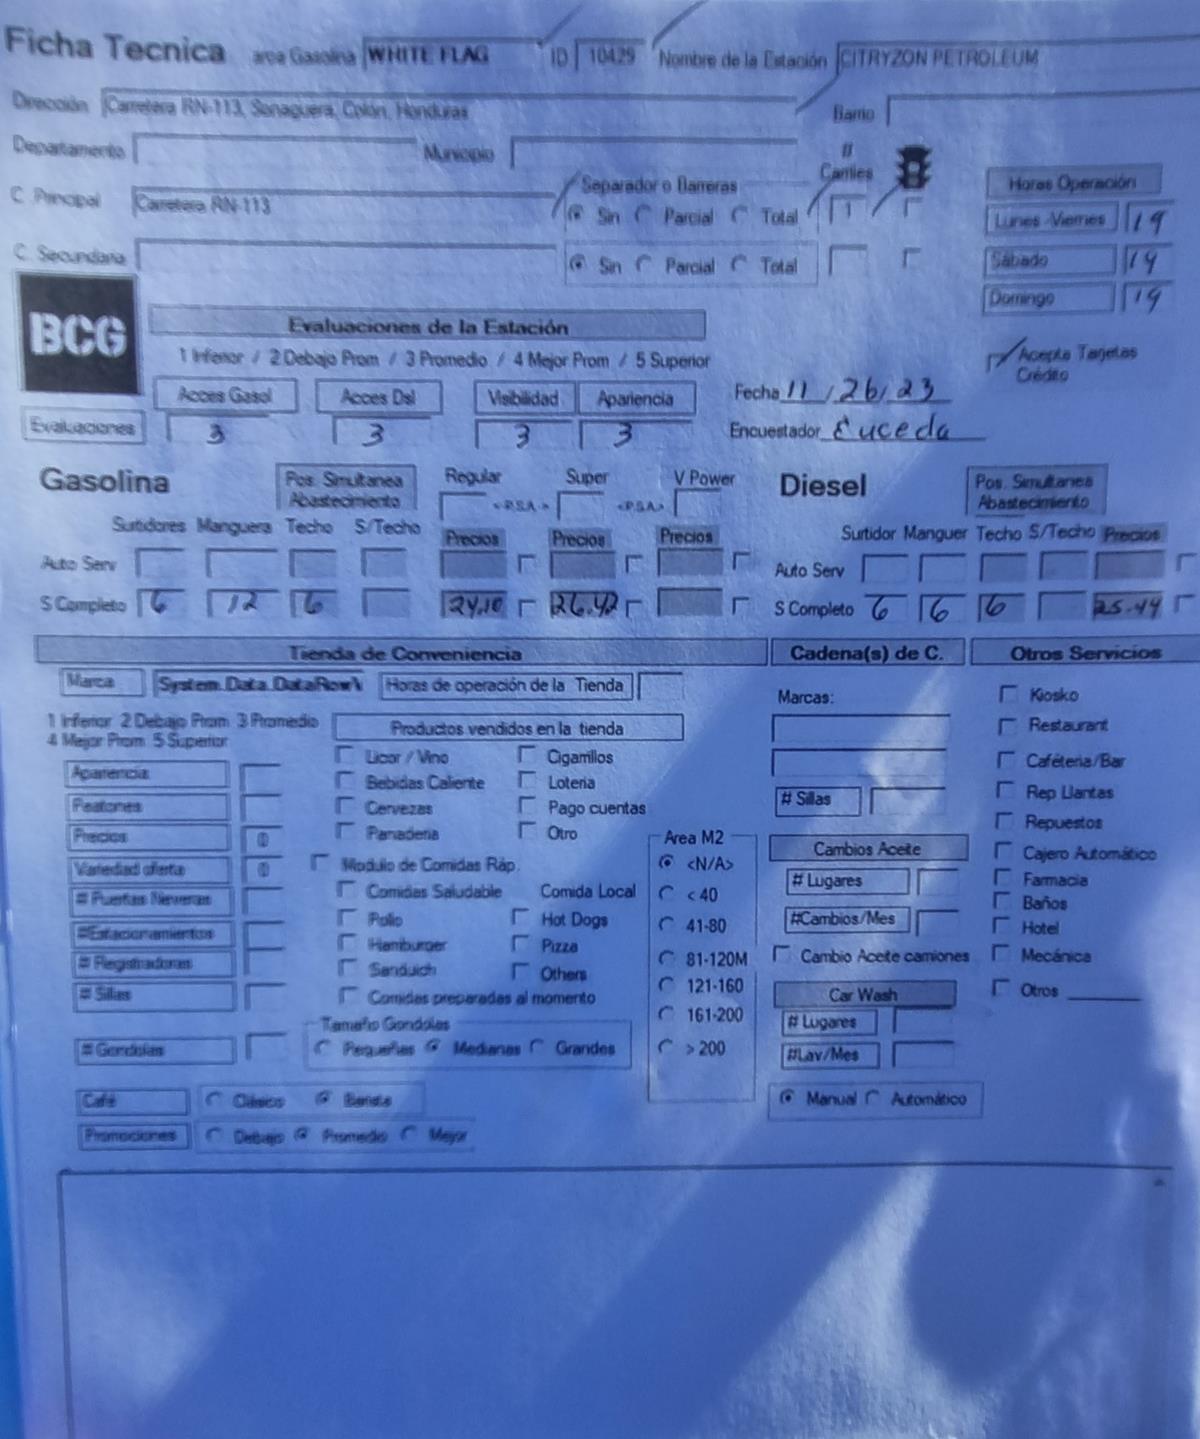 Ficha Tecnica area Gasolina WHITE FLAG ID 10429 Nombre de la Estación CITRYZON PETROLEUM
Dirección Carretera RN-113, Sonaguera, Colón, Honduras Barrio
Departamento Municipio # Carriles
C. Principal Carretera RN-113 Separador o Barreras Sin Parcial Total 1
C. Secundaria Sin Parcial Total
Horas Operación
Lunes -Viernes 19
Sábado 19
Domingo 19
BCG
Evaluaciones de la Estación
1 Inferior / 2 Debajo Prom / 3 Promedio / 4 Mejor Prom / 5 Superior
Acepta Tarjetas Crédito
Acces Gasol Acces Dsl Visibilidad Apariencia
Evaluaciones 3 3 3 3
Fecha 11/26/23
Encuestador Euceda
Gasolina Pos. Simultanea Abastecimiento Regular Super V Power
<P.S.A.> <P.S.A>
Surtidores Manguera Techo S/Techo Precios Precios Precios
Auto Serv
S Completo 6 12 6 24.10 26.42
Diesel Pos. Simultanea Abastecimiento
Surtidor Manguer Techo S/Techo Precios
Auto Serv
S Completo 6 6 6 25.44
Tienda de Conveniencia
Marca System.Data.DataRowV Horas de operación de la Tienda
1 Inferior 2 Debajo Prom 3 Promedio
4 Mejor Prom 5 Superior
Apariencia
Peatones
Precios 0
Variedad oferta 0
# Puertas Neveras
#Estacionamientos
# Registradoras
# Sillas
# Gondolas
Productos vendidos en la tienda
Licor / Vino Cigarrillos
Bebidas Caliente Loteria
Cervezas Pago cuentas
Panaderia Otro
Modulo de Comidas Ráp.
Comidas Saludable Comida Local
Pollo Hot Dogs
Hamburger Pizza
Sanduich Others
Comidas preparadas al momento
Tamaño Gondolas
Pequeñas Medianas Grandes
Area M2
<N/A>
< 40
41-80
81-120M
121-160
161-200
> 200
Café Clásico Barista
Promociones Debajo Promedio Mejor
Cadena(s) de C.
Marcas:
# Sillas
Cambios Aceite
# Lugares
#Cambios/Mes
Cambio Aceite camiones
Car Wash
# Lugares
#Lav/Mes
Manual Automático
Otros Servicios
Kiosko
Restaurant
Caféteria/Bar
Rep Llantas
Repuestos
Cajero Automático
Farmacia
Baños
Hotel
Mecánica
Otros